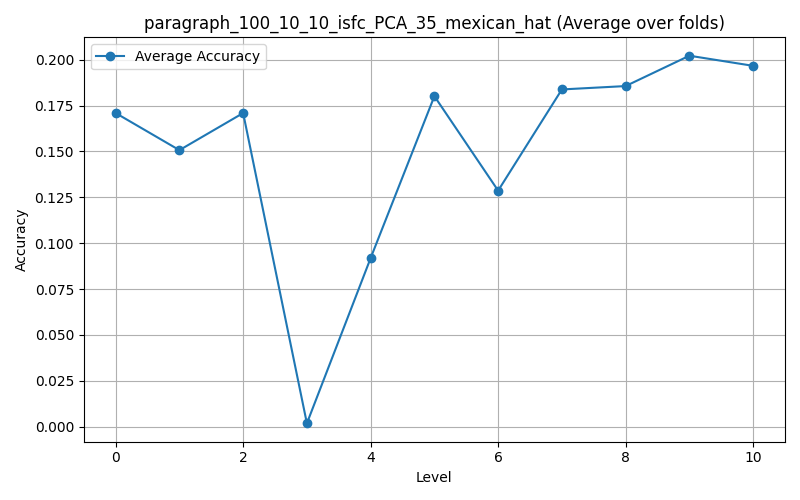 paragraph_100_10_10_isfc_PCA_35_mexican_hat (Average over folds)
Average Accuracy
0.200
0.175
0.150
0.125
0.100
0.075
0.050
0.025
0.000
Accuracy
0 2 4 6 8 10
Level